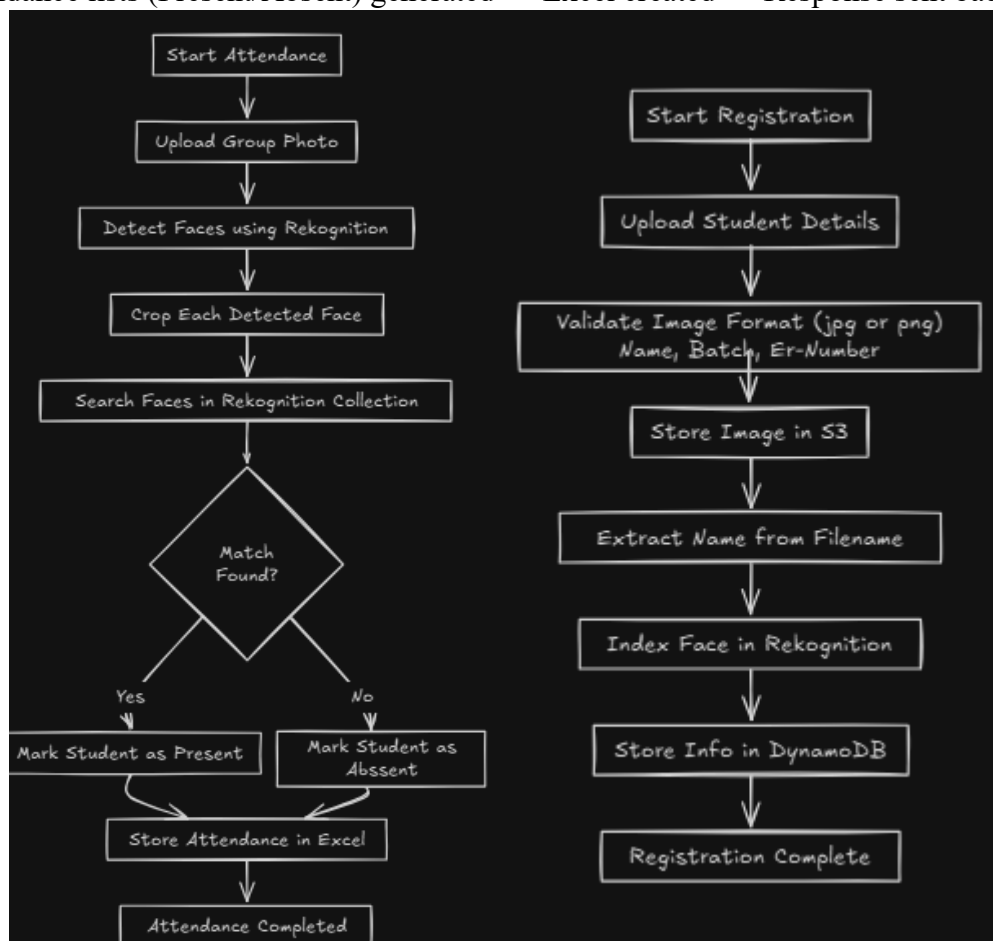 Start Attendance
Upload Group Photo
Detect Faces using Rekognition
Crop Each Detected Face
Search Faces in Rekognition Collection
Match
Found?
Yes
No
Mark Student as Present
Mark Student as
Abssent
Store Attendance in Excel
Attendance Completed
Start Registration
Upload Student Details
Validate Image Format (jpg or png)
Name, Batch, Er-Number
Store Image in S3
Extract Name from Filename
Index Face in Rekognition
Store Info in DynamoDB
Registration Complete